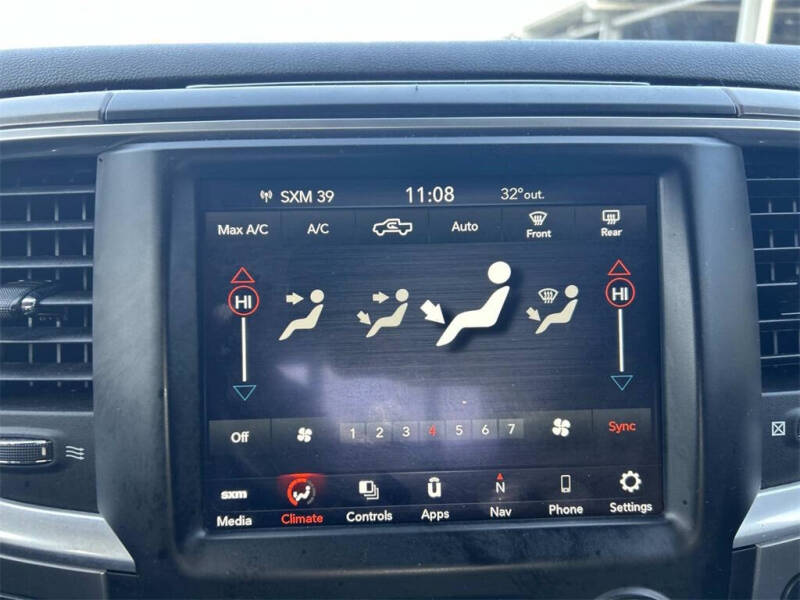 SXM 39 11:08 32° out.
Max A/C A/C Auto Front Rear
HI HI
Off 1 2 3 4 5 6 7 Sync
sxm U N
Media Climate Controls Apps Nav Phone Settings